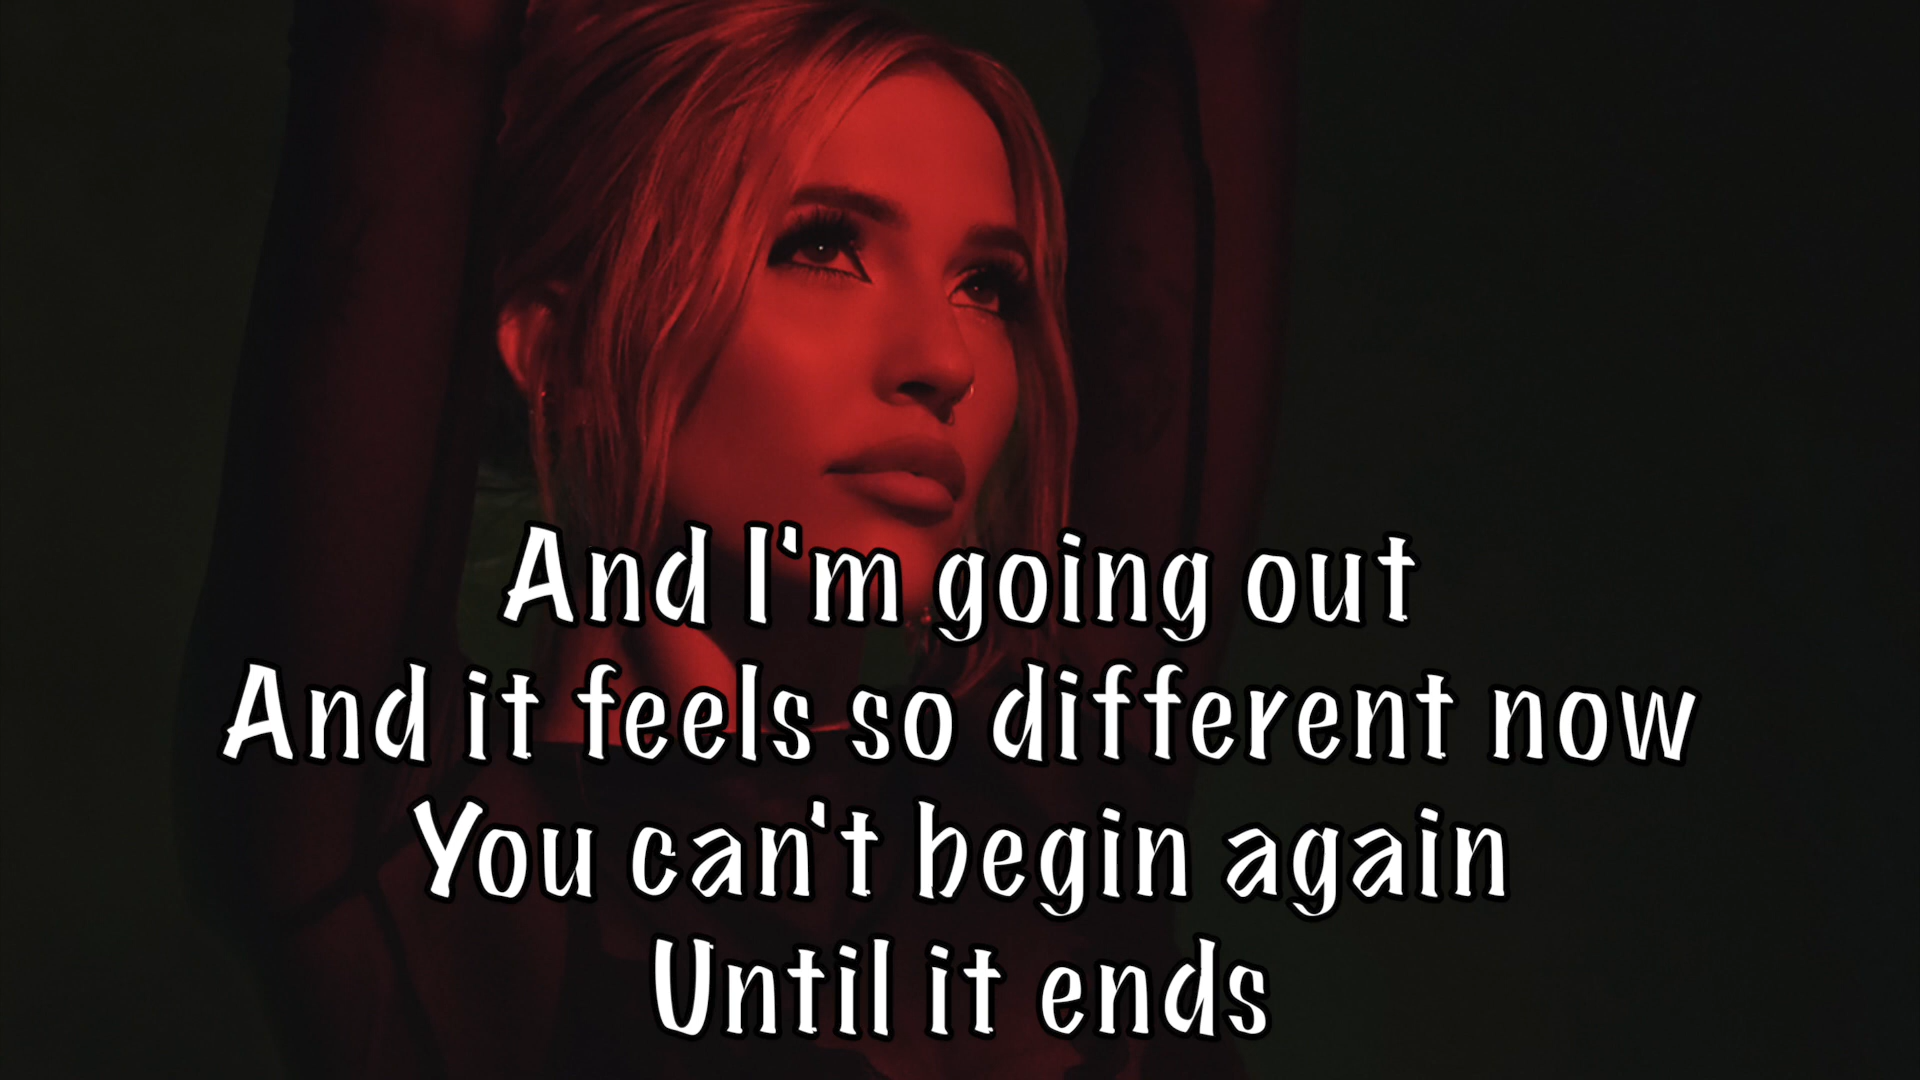 And I'm going out
And it feels so different now
You can't begin again
Until it ends